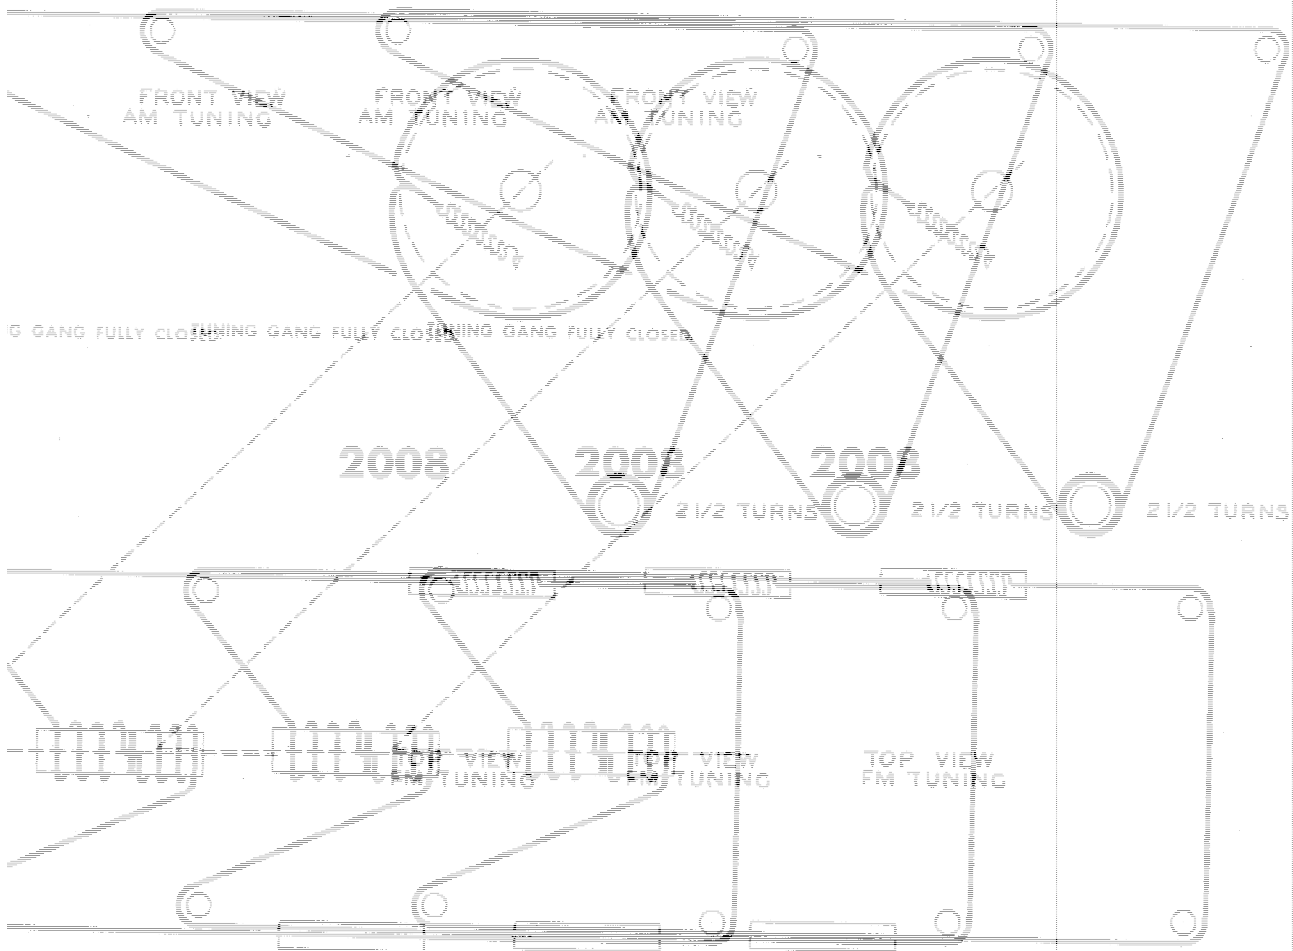 FRONT VIEW FRONT VIEW FRONT VIEW
AM TUNING AM TUNING AM TUNING
G GANG FULLY CLOSED TUNING GANG FULLY CLOSED TUNING GANG FULLY CLOSED
2008 2008 2008
2 1/2 TURNS 2 1/2 TURNS 2 1/2 TURNS
TOP VIEW TOP VIEW TOP VIEW
FM TUNING FM TUNING FM TUNING